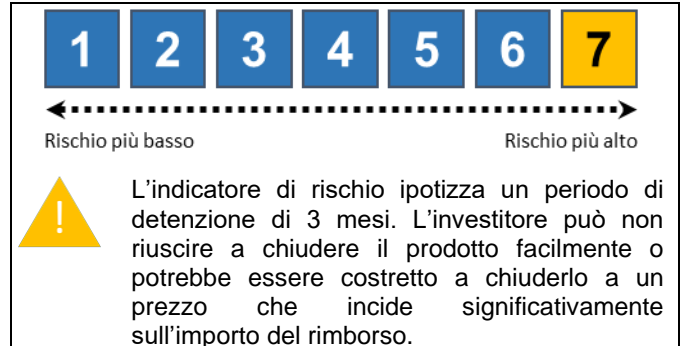 1 2 3 4 5 6 7
Rischio più basso Rischio più alto
!
L'indicatore di rischio ipotizza un periodo di
detenzione di 3 mesi. L'investitore può non
riuscire a chiudere il prodotto facilmente o
potrebbe essere costretto a chiuderlo a un
prezzo che incide significativamente
sull'importo del rimborso.